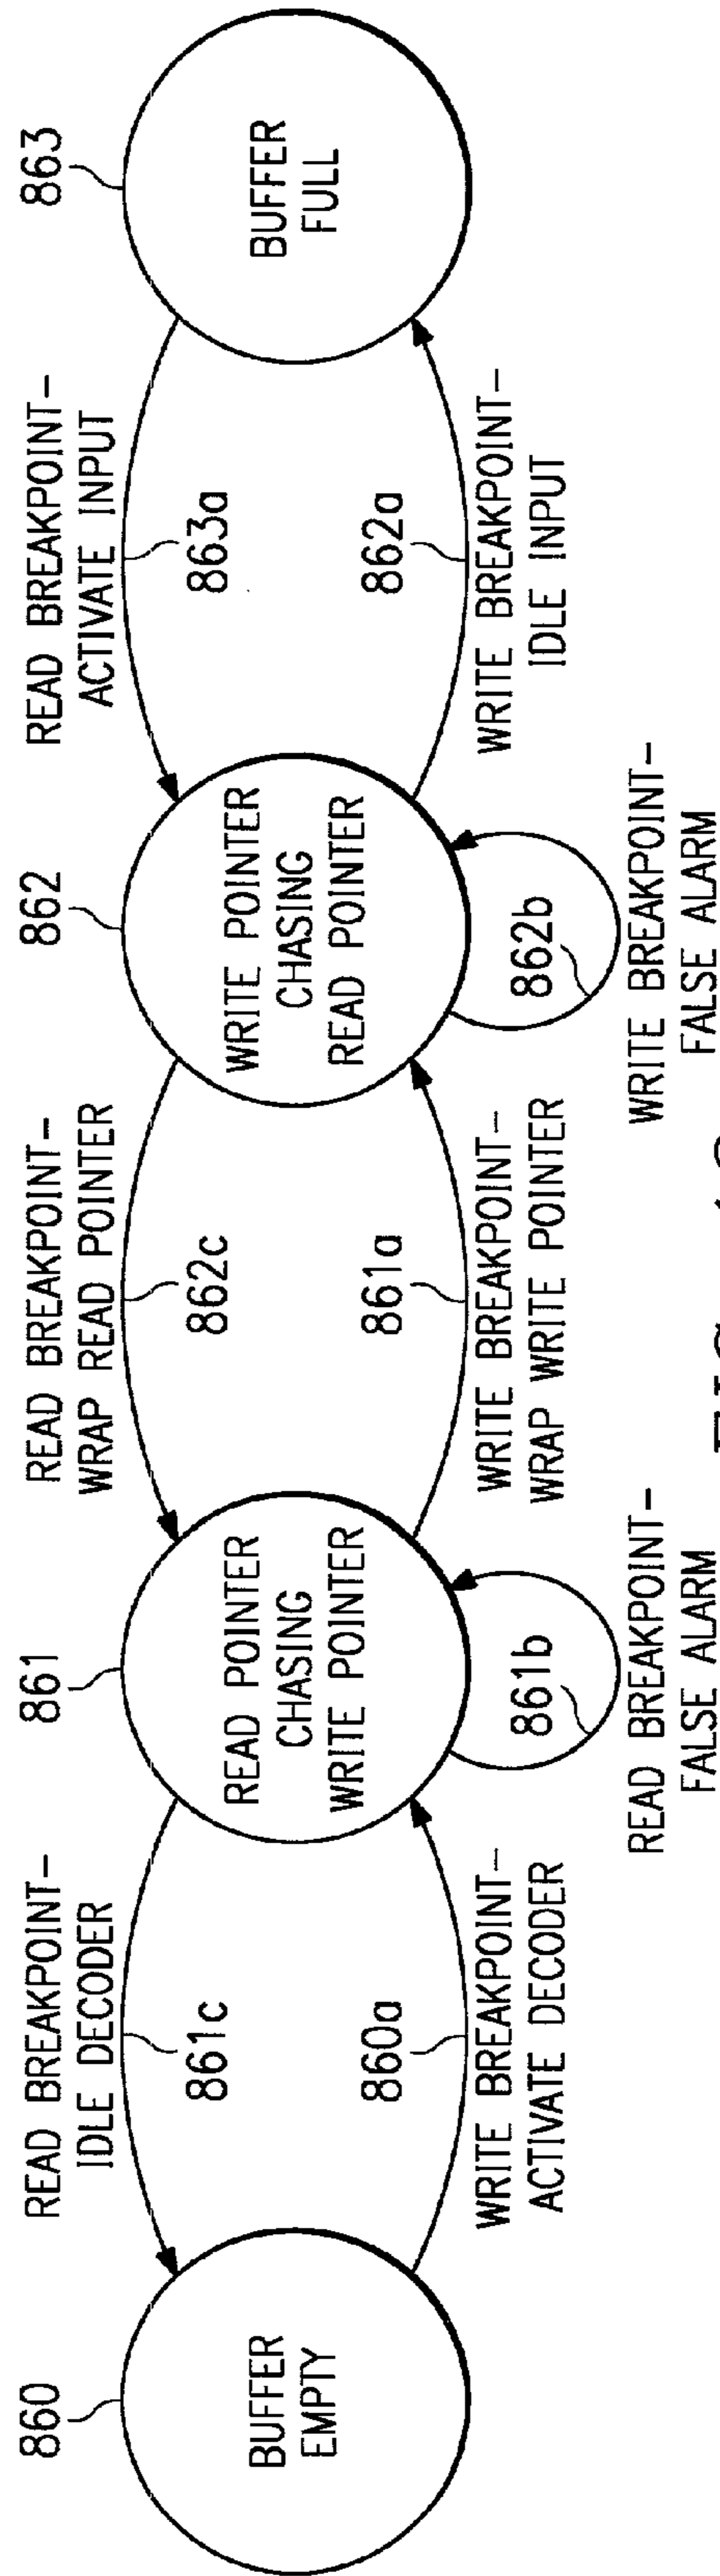 860
BUFFER
EMPTY
READ BREAKPOINT-
IDLE DECODER
861c
860a
WRITE BREAKPOINT-
ACTIVATE DECODER
861
READ POINTER
CHASING
WRITE POINTER
861b
READ BREAKPOINT-
FALSE ALARM
READ BREAKPOINT-
WRAP READ POINTER
862c
861a
WRITE BREAKPOINT-
WRAP WRITE POINTER
862
WRITE POINTER
CHASING
READ POINTER
862b
WRITE BREAKPOINT-
FALSE ALARM
READ BREAKPOINT-
ACTIVATE INPUT
863a
862a
WRITE BREAKPOINT-
IDLE INPUT
863
BUFFER
FULL